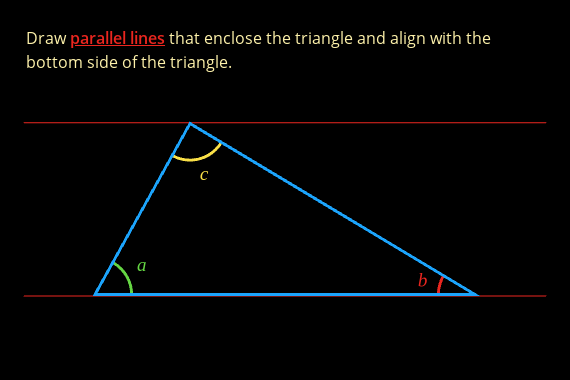 Draw parallel lines that enclose the triangle and align with the
bottom side of the triangle.
c
a
b